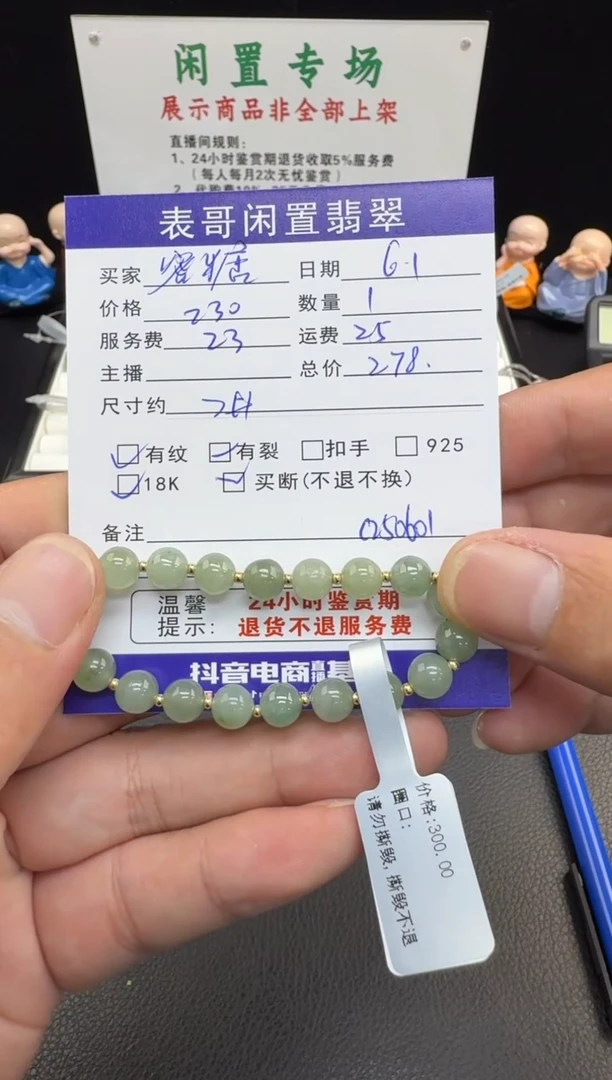 闲置专场
展示商品非全部上架
直播间规则:
1、24小时鉴赏期退货收取5%服务费
(每人每月2次无忧鉴赏)
表哥闲置翡翠
买家 蜜糖 日期 6.1
价格 230 数量 1
服务费 23 运费 25
主播 总价 278.
尺寸约
有纹 有裂 扣手 925
18K 买断(不退不换)
备注 050601
温馨 24小时鉴赏期
提示: 退货不退服务费
抖音电商直播基
价格:300.00
圈口:
请勿撕毁,撕毁不退